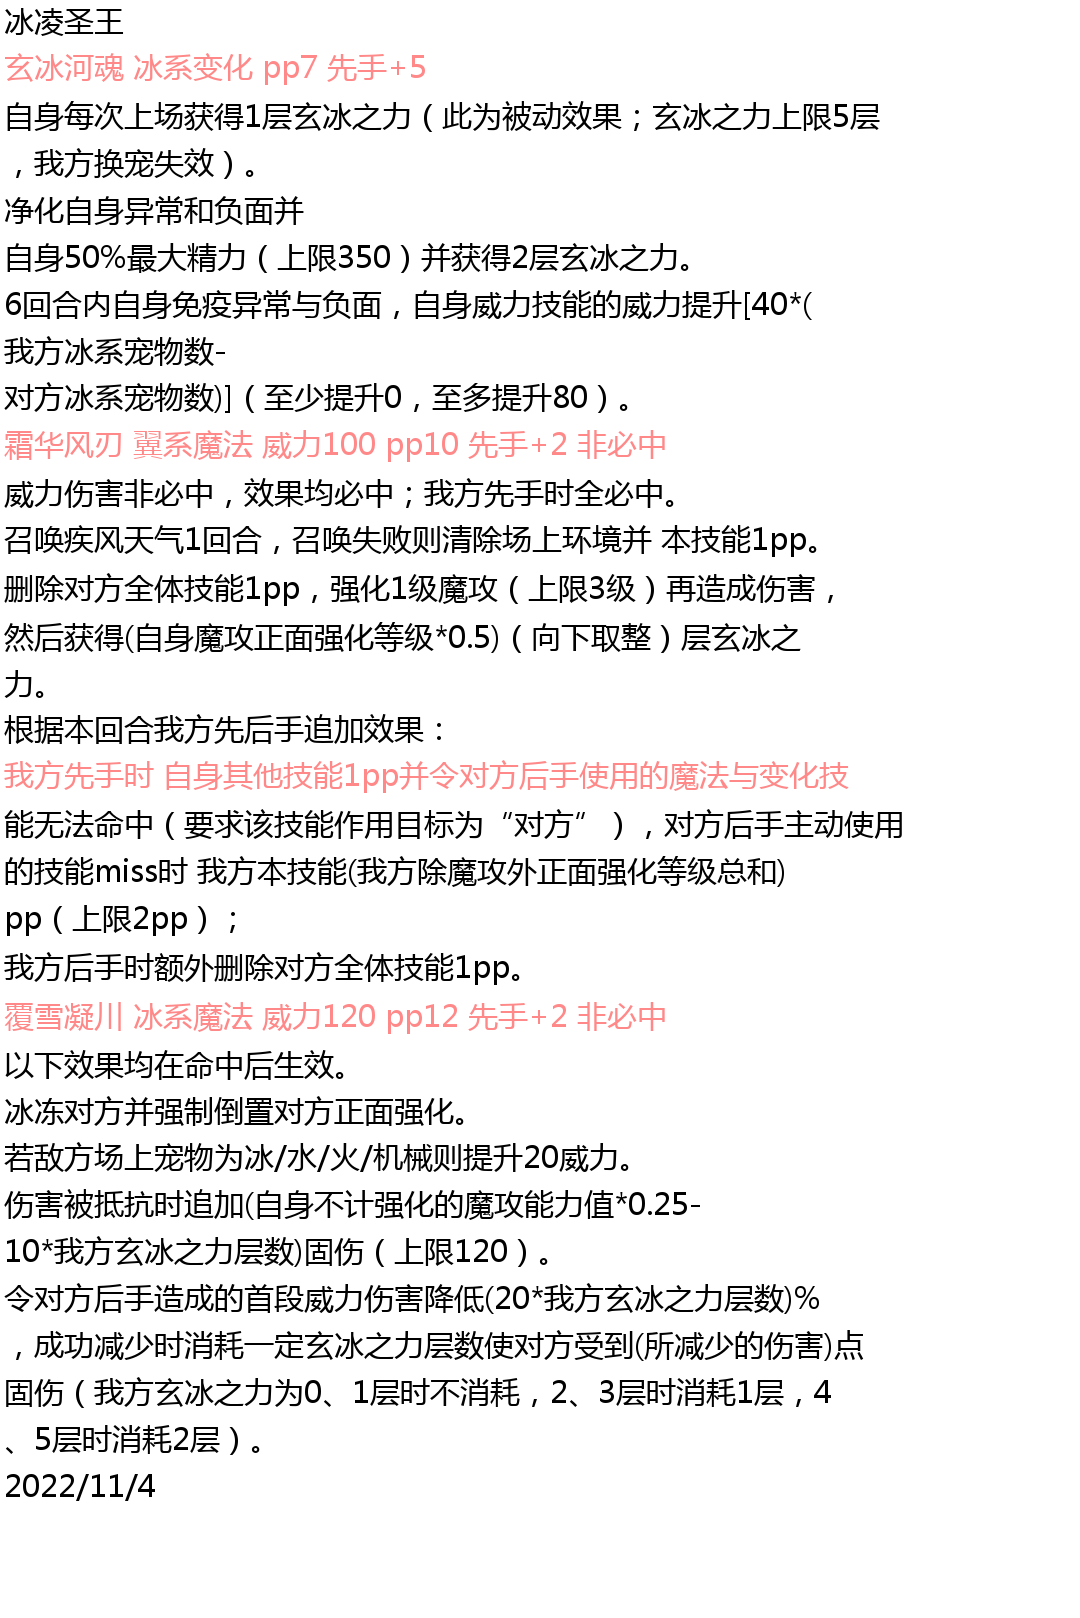 冰凌圣王
玄冰河魂 冰系变化 pp7 先手+5
自身每次上场获得1层玄冰之力（此为被动效果；玄冰之力上限5层
，我方换宠失效）。
净化自身异常和负面并
自身50%最大精力（上限350）并获得2层玄冰之力。
6回合内自身免疫异常与负面，自身威力技能的威力提升[40*(
我方冰系宠物数-
对方冰系宠物数)]（至少提升0，至多提升80）。
霜华风刃 翼系魔法 威力100 pp10 先手+2 非必中
威力伤害非必中，效果均必中；我方先手时全必中。
召唤疾风天气1回合，召唤失败则清除场上环境并 本技能1pp。
删除对方全体技能1pp，强化1级魔攻（上限3级）再造成伤害，
然后获得(自身魔攻正面强化等级*0.5)（向下取整）层玄冰之
力。
根据本回合我方先后手追加效果：
我方先手时 自身其他技能1pp并令对方后手使用的魔法与变化技
能无法命中（要求该技能作用目标为“对方”），对方后手主动使用
的技能miss时 我方本技能(我方除魔攻外正面强化等级总和)
pp（上限2pp）；
我方后手时额外删除对方全体技能1pp。
覆雪凝川 冰系魔法 威力120 pp12 先手+2 非必中
以下效果均在命中后生效。
冰冻对方并强制倒置对方正面强化。
若敌方场上宠物为冰/水/火/机械则提升20威力。
伤害被抵抗时追加(自身不计强化的魔攻能力值*0.25-
10*我方玄冰之力层数)固伤（上限120）。
令对方后手造成的首段威力伤害降低(20*我方玄冰之力层数)%
，成功减少时消耗一定玄冰之力层数使对方受到(所减少的伤害)点
固伤（我方玄冰之力为0、1层时不消耗，2、3层时消耗1层，4
、5层时消耗2层）。
2022/11/4